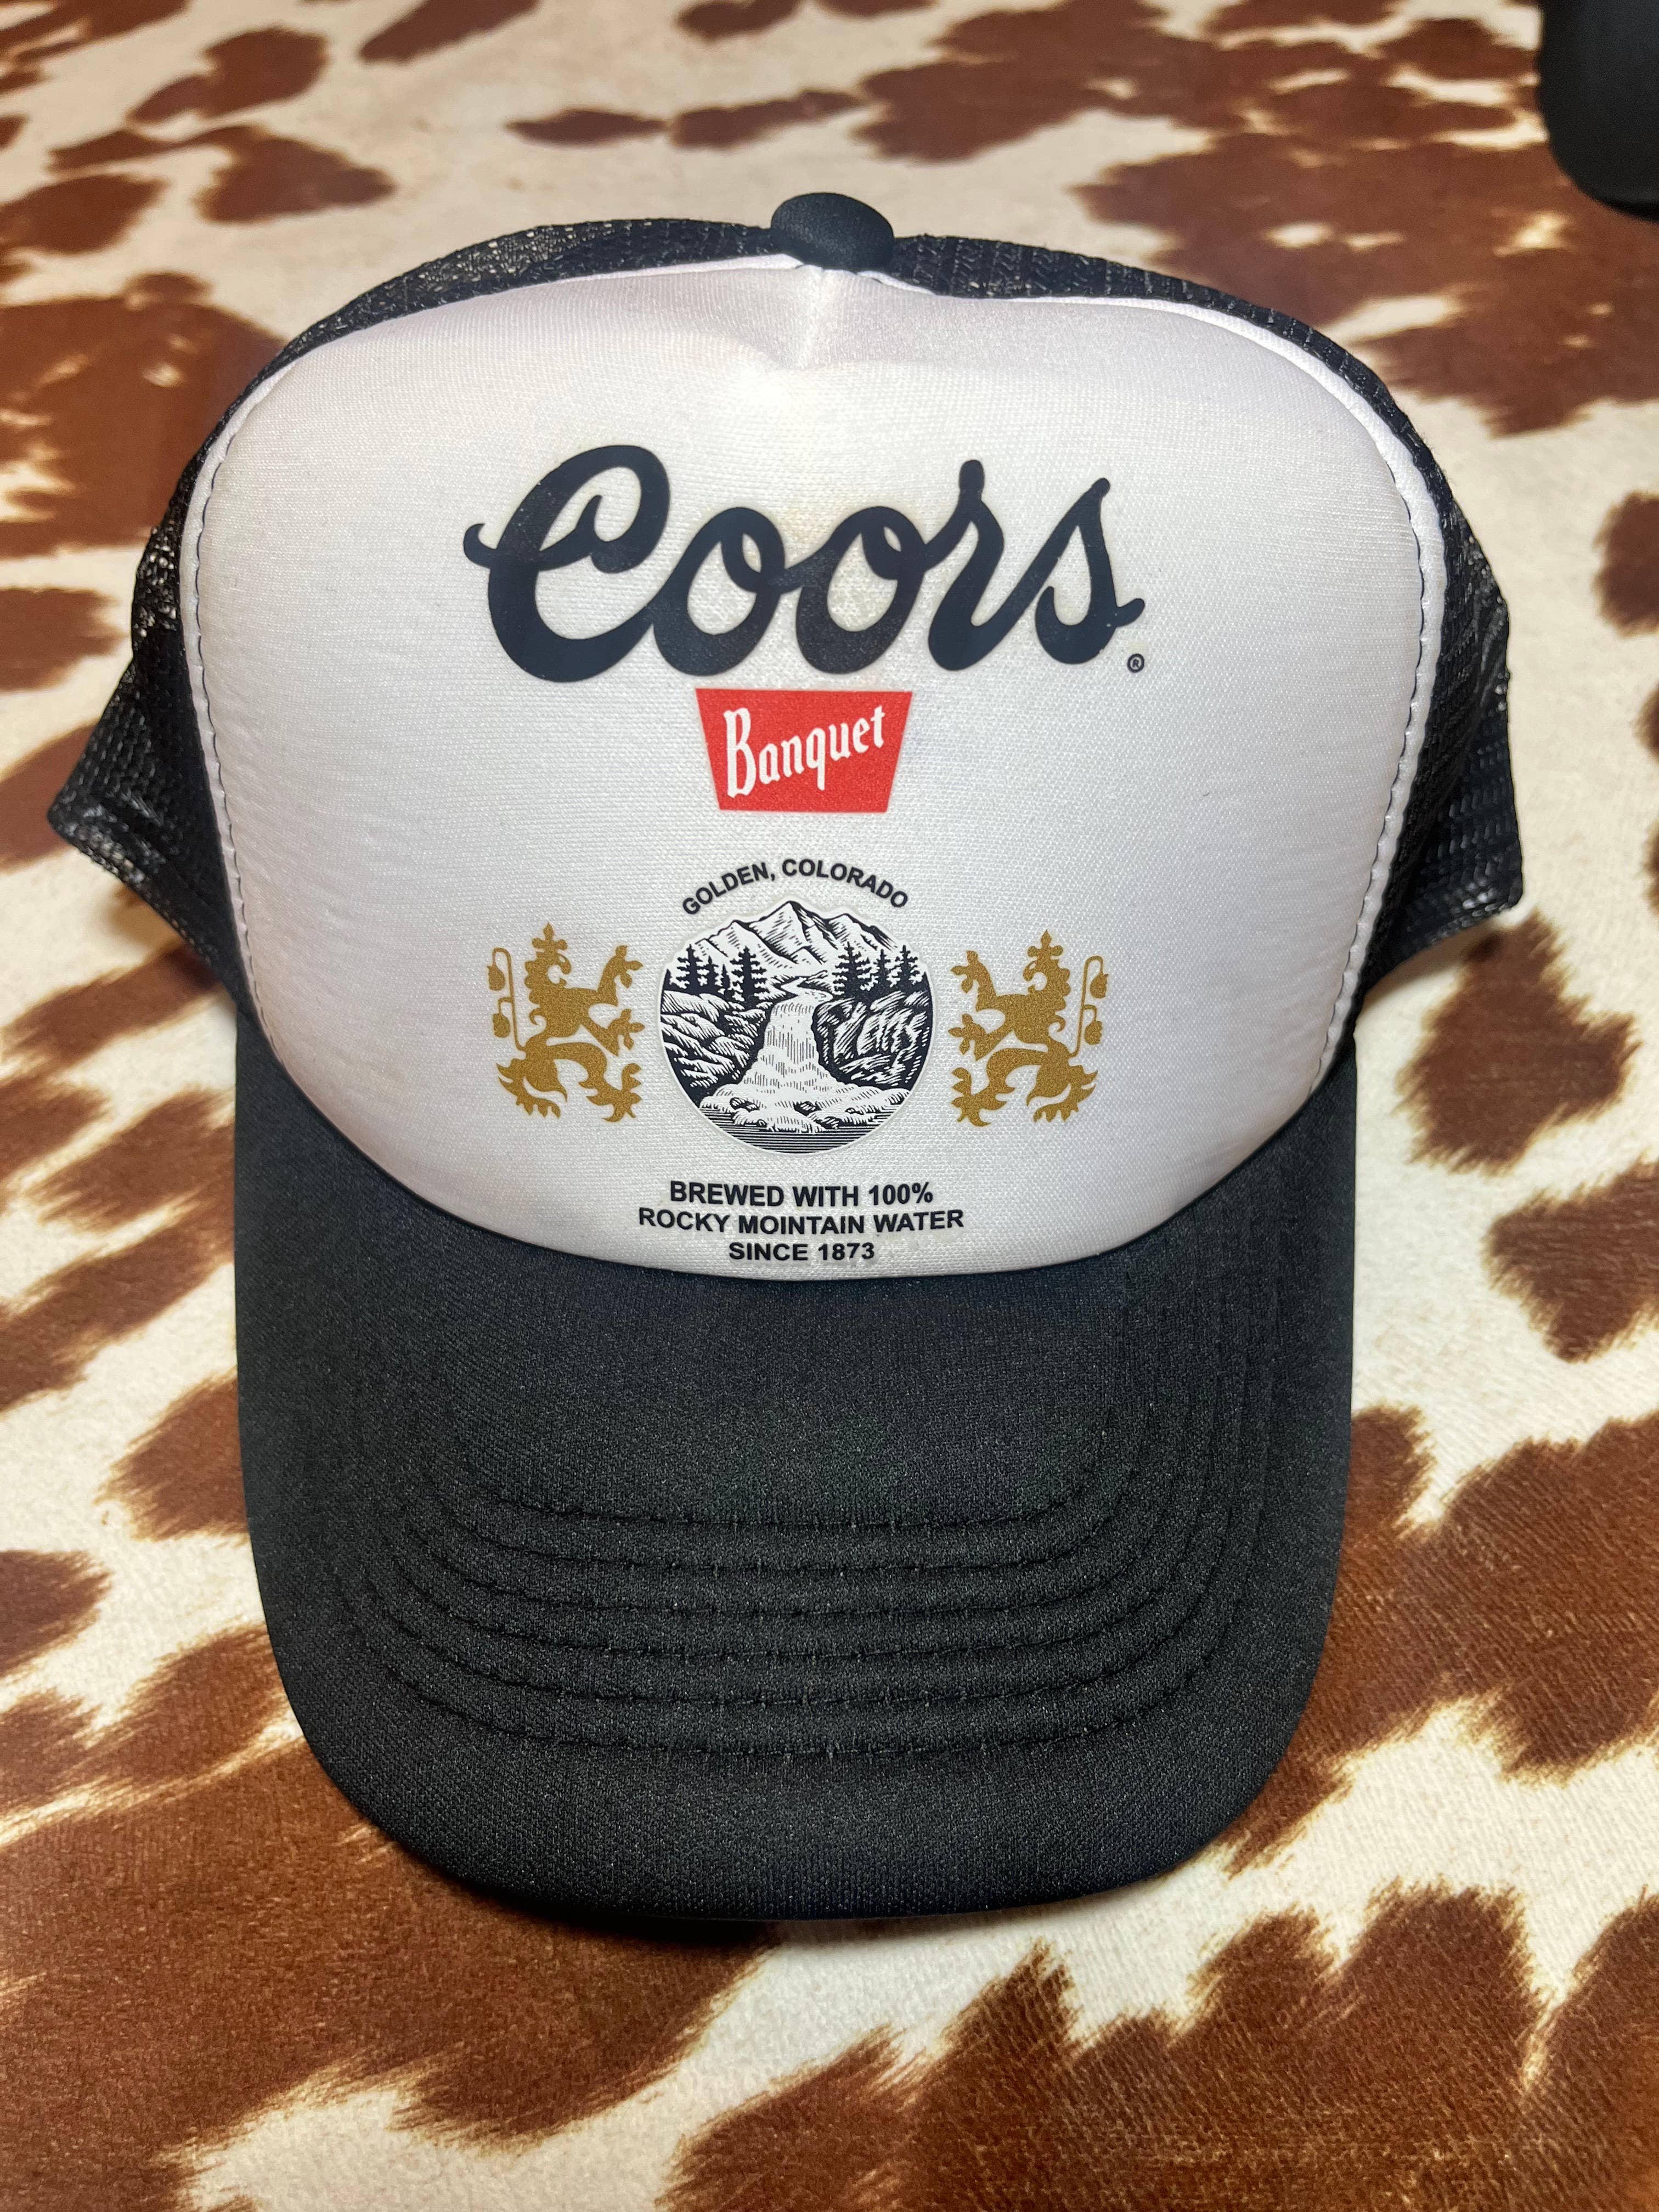 Coors®
Banquet
GOLDEN, COLORADO
BREWED WITH 100%
ROCKY MOINTAIN WATER
SINCE 1873